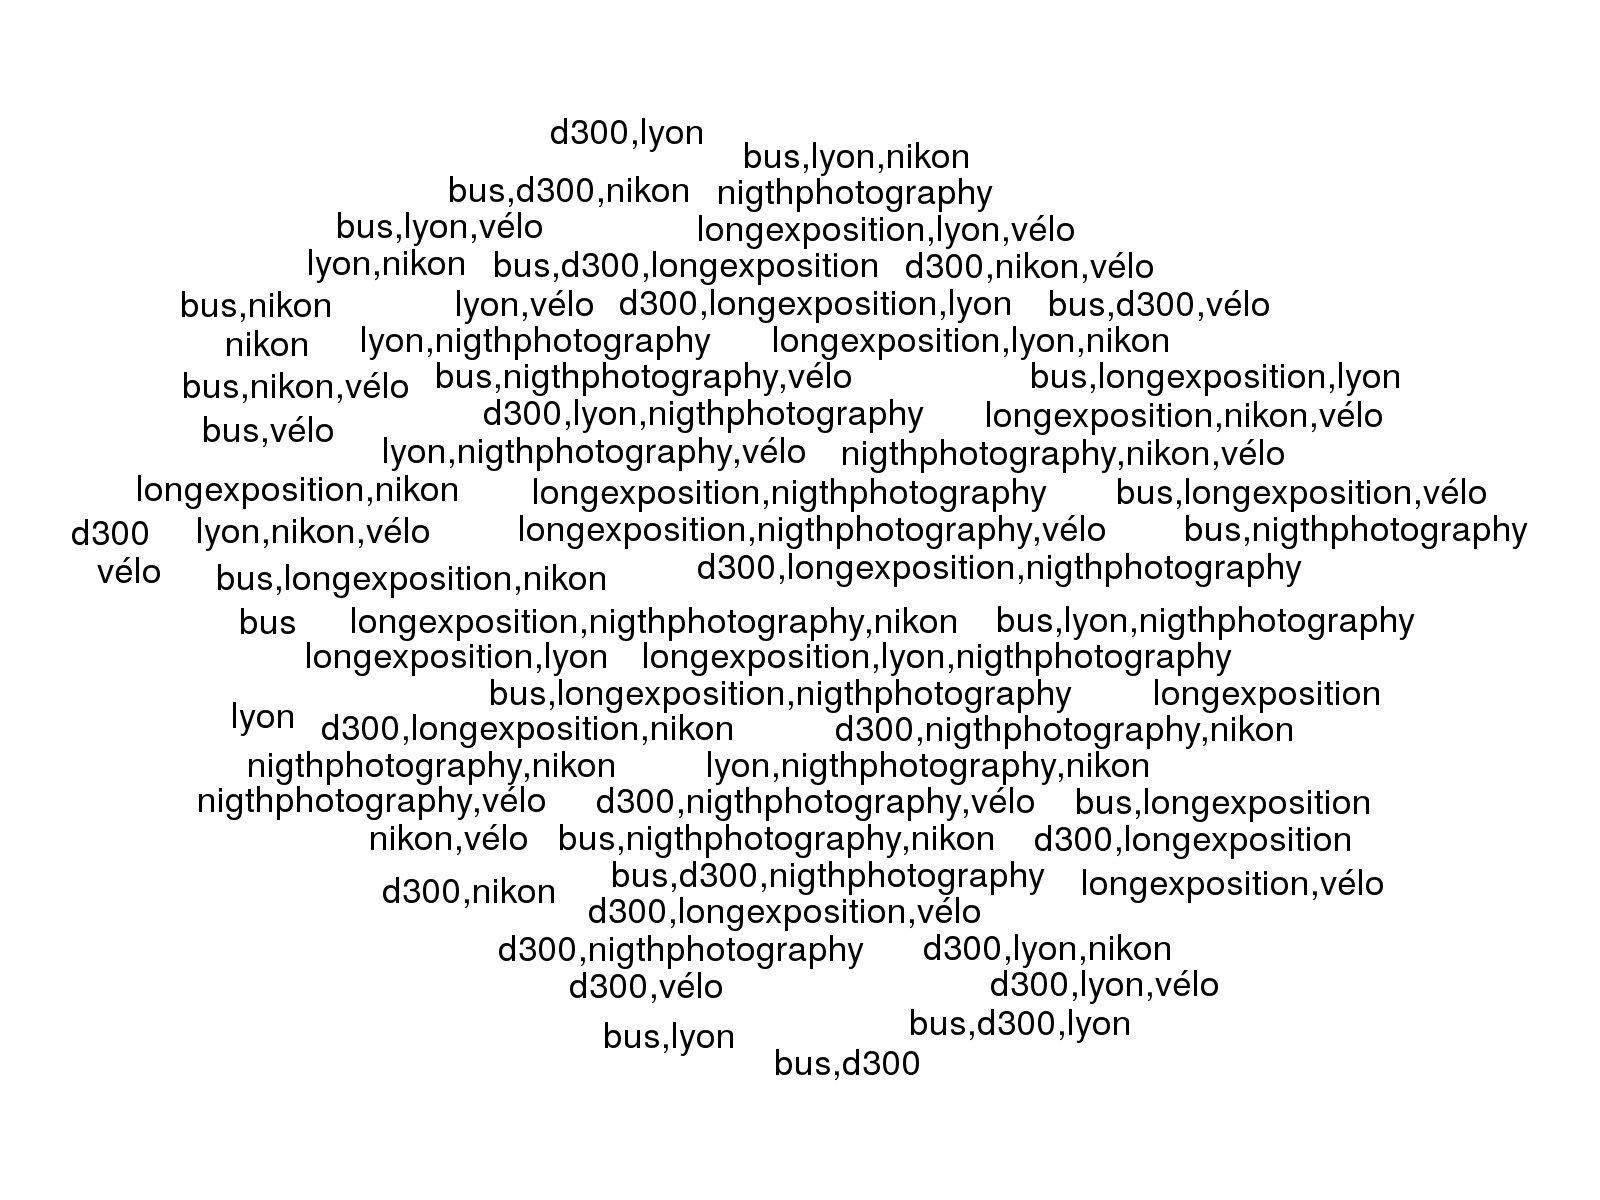 d300,lyon
bus,lyon,nikon
bus,d300,nikon nigthphotography
bus,lyon,vélo longexposition,lyon,vélo
lyon,nikon bus,d300,longexposition d300,nikon,vélo
bus,nikon lyon,vélo d300,longexposition,lyon bus,d300,vélo
nikon lyon,nigthphotography longexposition,lyon,nikon
bus,nikon,vélo bus,nigthphotography,vélo bus,longexposition,lyon
d300,lyon,nigthphotography longexposition,nikon,vélo
bus,vélo
lyon,nigthphotography,vélo nigthphotography,nikon,vélo
longexposition,nikon longexposition,nigthphotography bus,longexposition,vélo
d300 lyon,nikon,vélo longexposition,nigthphotography,vélo bus,nigthphotography
vélo bus,longexposition,nikon d300,longexposition,nigthphotography
bus longexposition,nigthphotography,nikon bus,lyon,nigthphotography
longexposition,lyon longexposition,lyon,nigthphotography
bus,longexposition,nigthphotography longexposition
lyon d300,longexposition,nikon d300,nigthphotography,nikon
nigthphotography,nikon lyon,nigthphotography,nikon
nigthphotography,vélo d300,nigthphotography,vélo bus,longexposition
nikon,vélo bus,nigthphotography,nikon d300,longexposition
d300,nikon bus,d300,nigthphotography longexposition,vélo
d300,longexposition,vélo
d300,nigthphotography d300,lyon,nikon
d300,vélo d300,lyon,vélo
bus,lyon bus,d300,lyon
bus,d300